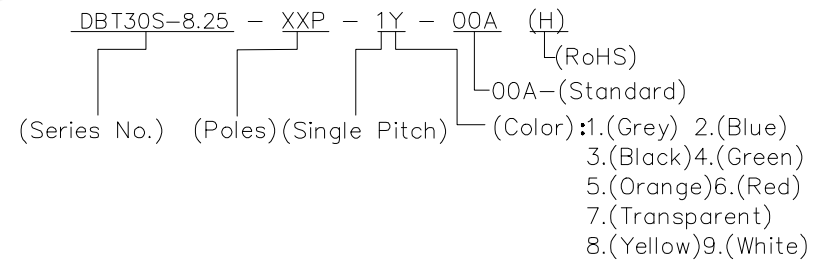 DBT30S-8.25 - XXP - 1Y - 00A (H)
(RoHS)
00A-(Standard)
(Series No.) (Poles)(Single Pitch) (Color):1.(Grey) 2.(Blue)
3.(Black)4.(Green)
5.(Orange)6.(Red)
7.(Transparent)
8.(Yellow)9.(White)